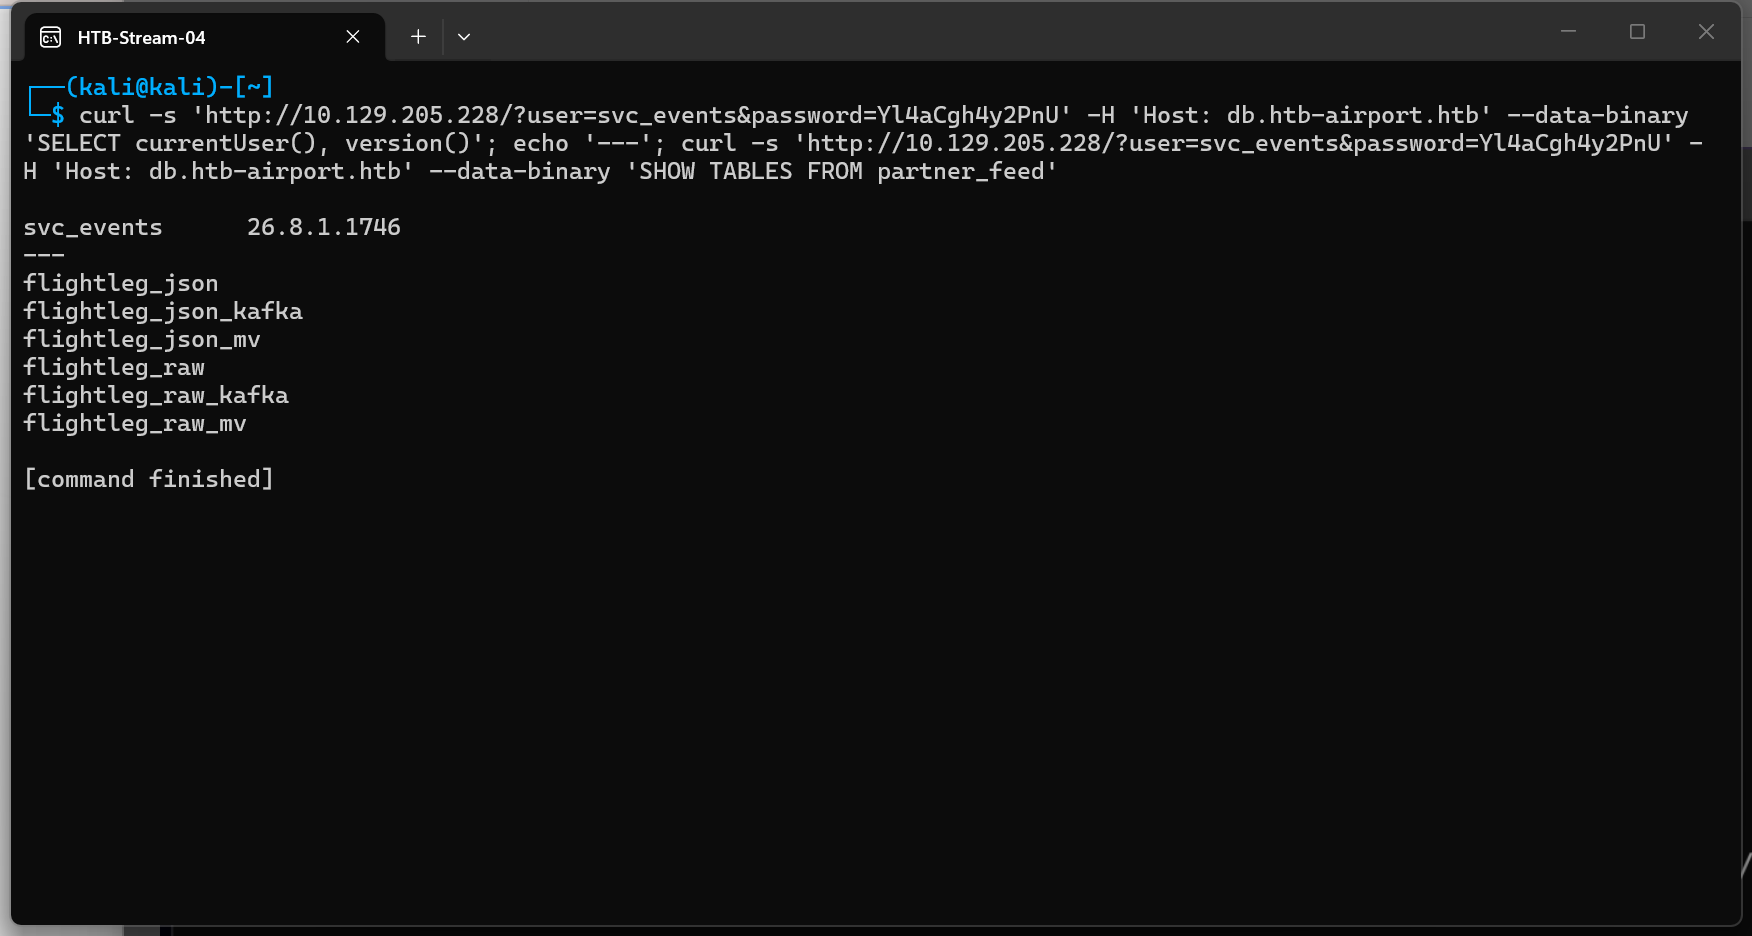 HTB-Stream-04
(kali@kali)-[~]
$ curl -s 'http://10.129.205.228/?user=svc_events&password=Yl4aCgh4y2PnU' -H 'Host: db.htb-airport.htb' --data-binary
'SELECT currentUser(), version()'; echo '---'; curl -s 'http://10.129.205.228/?user=svc_events&password=Yl4aCgh4y2PnU' -
H 'Host: db.htb-airport.htb' --data-binary 'SHOW TABLES FROM partner_feed'
svc_events      26.8.1.1746
---
flightleg_json
flightleg_json_kafka
flightleg_json_mv
flightleg_raw
flightleg_raw_kafka
flightleg_raw_mv
[command finished]